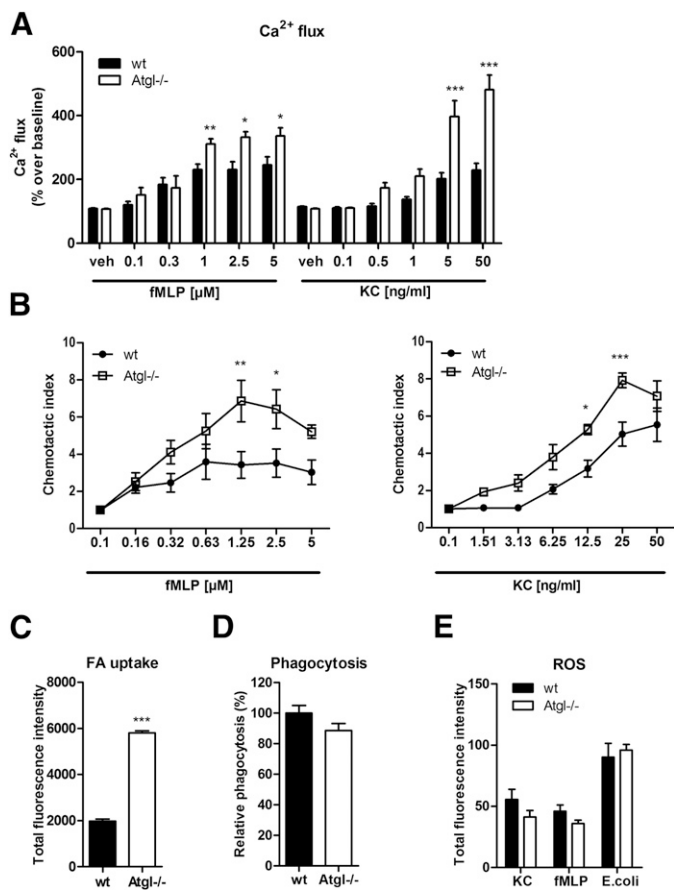 A
Ca2+ flux
wt
Atgl-/-
Ca2+ flux
(% over baseline)
600
400
200
0
** * * *** ***
veh 0.1 0.3 1 2.5 5 veh 0.1 0.5 1 5 50
fMLP [µM] KC [ng/ml]
B
wt
Atgl-/-
Chemotactic index
10
8
6
4
2
0
** *
0.1 0.16 0.32 0.63 1.25 2.5 5
fMLP [µM]
wt
Atgl-/-
Chemotactic index
10
8
6
4
2
0
* ***
0.1 1.51 3.13 6.25 12.5 25 50
KC [ng/ml]
C
FA uptake
Total fluorescence intensity
8000
6000
4000
2000
0
***
wt Atgl-/-
D
Phagocytosis
Relative phagocytosis (%)
120
100
80
60
40
20
0
wt Atgl-/-
E
ROS
wt
Atgl-/-
Total fluorescence intensity
150
100
50
0
KC fMLP E.coli